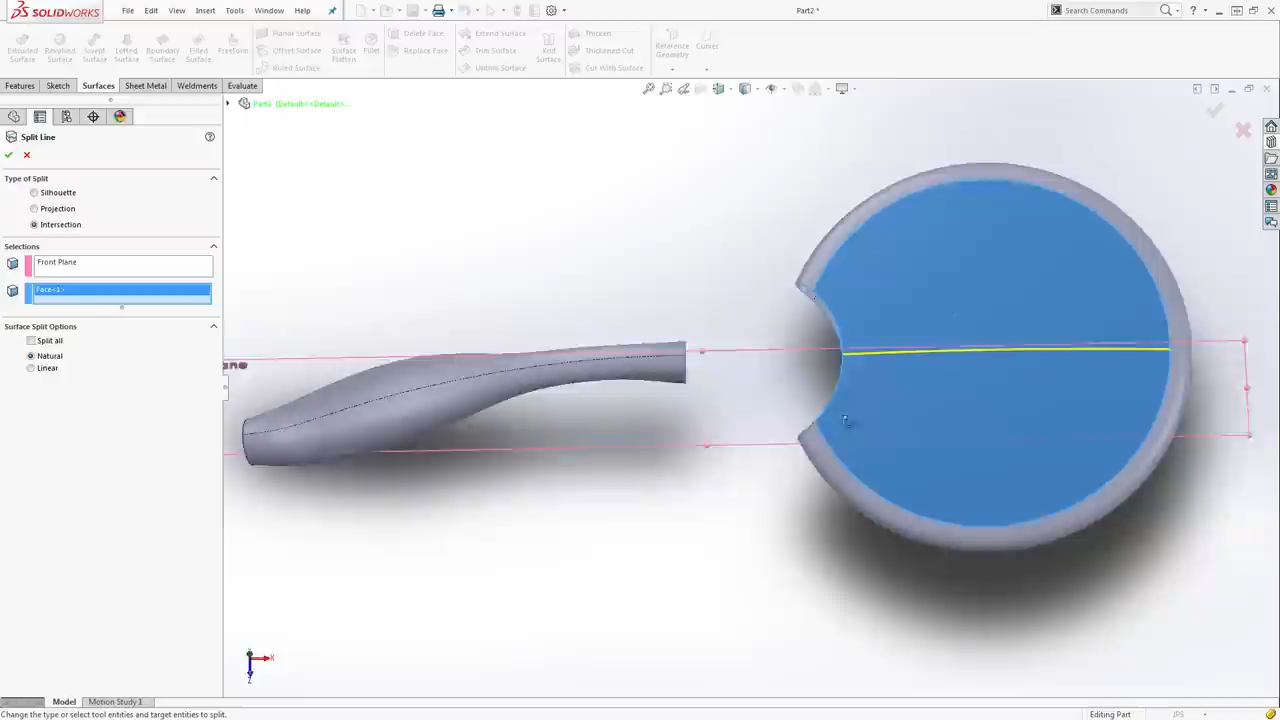 SOLIDWORKS
File Edit View Insert Tools Window Help
Part2 *
Search Commands
Extruded Surface
Revolved Surface
Swept Surface
Lofted Surface
Boundary Surface
Filled Surface
Freeform
Planar Surface
Offset Surface
Ruled Surface
Surface Flatten
Fillet
Delete Face
Replace Face
Extend Surface
Trim Surface
Untrim Surface
Knit Surface
Thicken
Thickened Cut
Cut With Surface
Reference Geometry
Curves
Features Sketch Surfaces Sheet Metal Weldments Evaluate
Part2 (Default<<Default>...
Split Line
Type of Split
Silhouette
Projection
Intersection
Selections
Front Plane
Face<1>
Surface Split Options
Split all
Natural
Linear
ane
X
Z
Model Motion Study 1
Change the type or select tool entities and target entities to split.
Editing Part
IPS